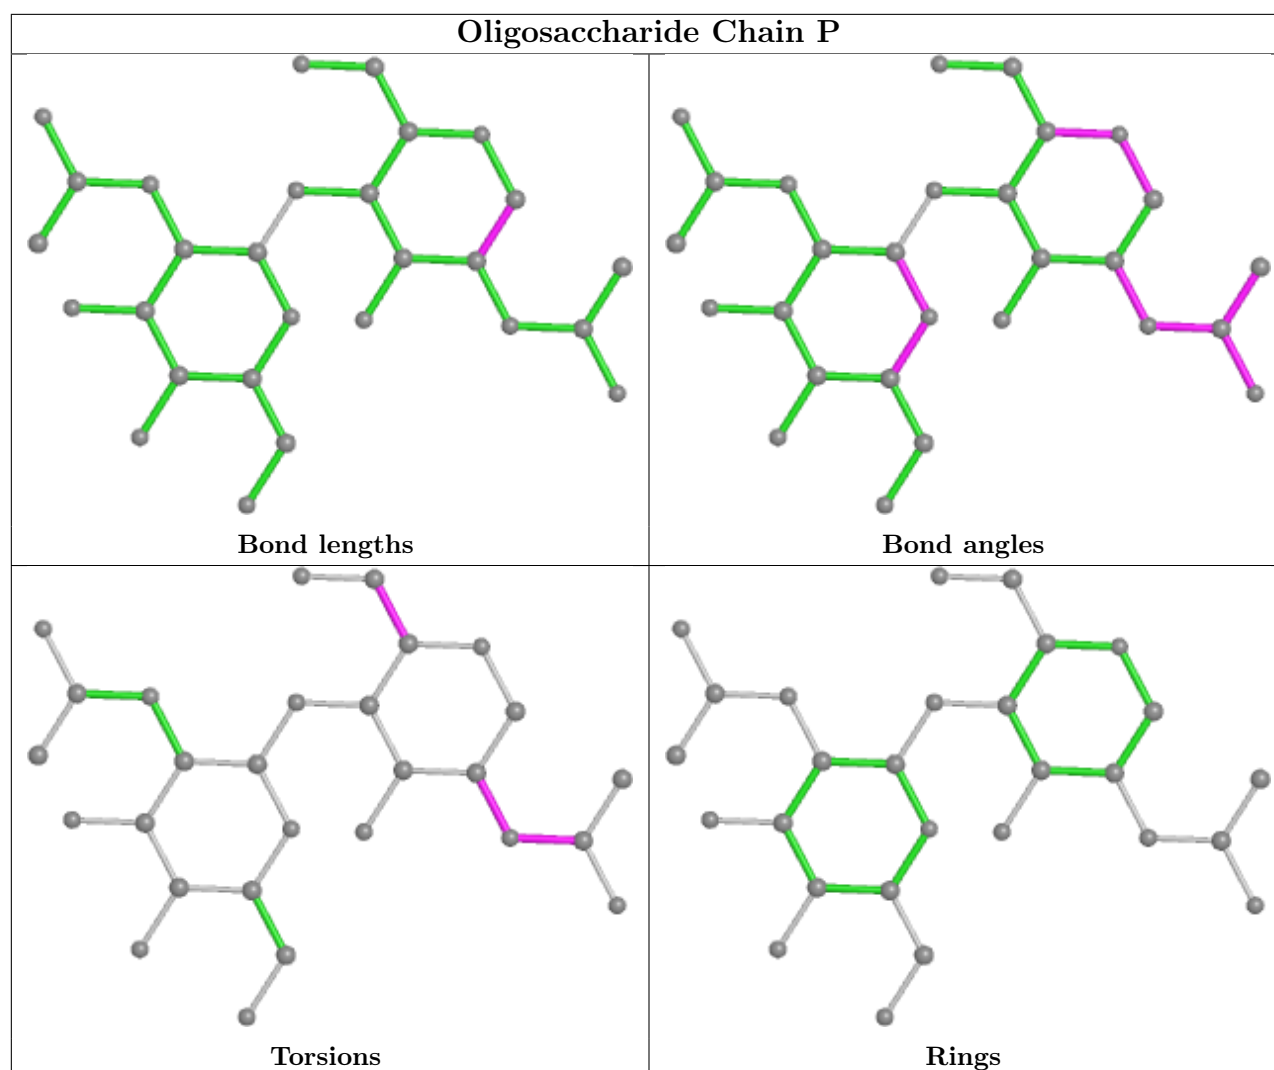 Oligosaccharide Chain P
Bond lengths
Bond angles
Torsions
Rings